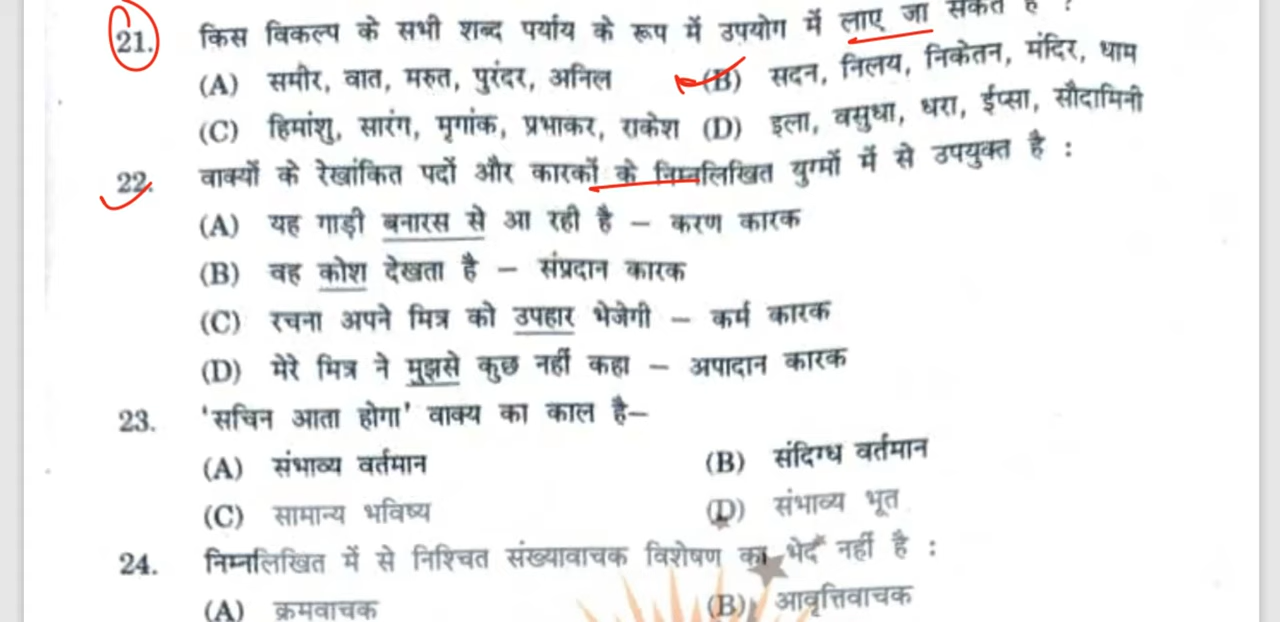 21. किस विकल्प के सभी शब्द पर्याय के रूप में उपयोग में लाए जा सकते है ?
(A) समीर, वात, मरुत, पुरंदर, अनिल (B) सदन, निलय, निकेतन, मंदिर, धाम
(C) हिमांशु, सारंग, मृगांक, प्रभाकर, राकेश (D) इला, वसुधा, धरा, ईप्सा, सौदामिनी
22. वाक्यों के रेखांकित पदों और कारकों के निम्नलिखित युग्मों में से उपयुक्त है :
(A) यह गाड़ी बनारस से आ रही है – करण कारक
(B) वह कोश देखता है – संप्रदान कारक
(C) रचना अपने मित्र को उपहार भेजेगी – कर्म कारक
(D) मेरे मित्र ने मुझसे कुछ नहीं कहा – अपादान कारक
23. 'सचिन आता होगा' वाक्य का काल है–
(A) संभाव्य वर्तमान (B) संदिग्ध वर्तमान
(C) सामान्य भविष्य (D) संभाव्य भूत
24. निम्नलिखित में से निश्चित संख्यावाचक विशेषण का भेद नहीं है :
(A) क्रमवाचक (B) आवृत्तिवाचक